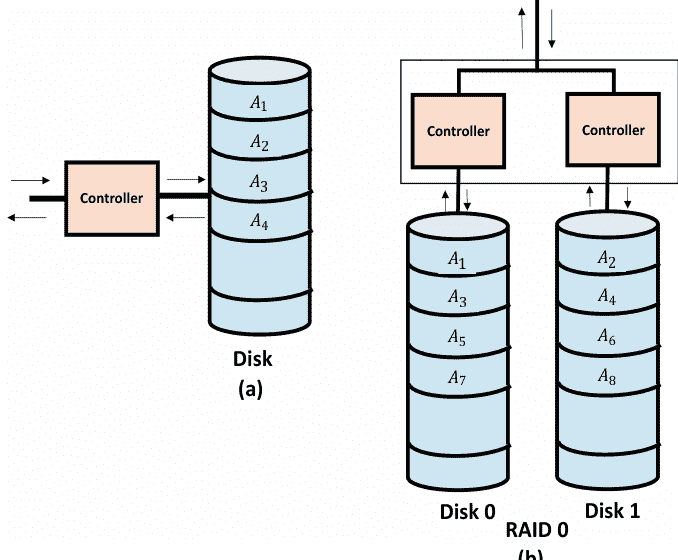 A₁
A₂
A₃
A₄
Controller
Disk
(a)
Controller
Controller
A₁
A₃
A₅
A₇
A₂
A₄
A₆
A₈
Disk 0
Disk 1
RAID 0
(b)